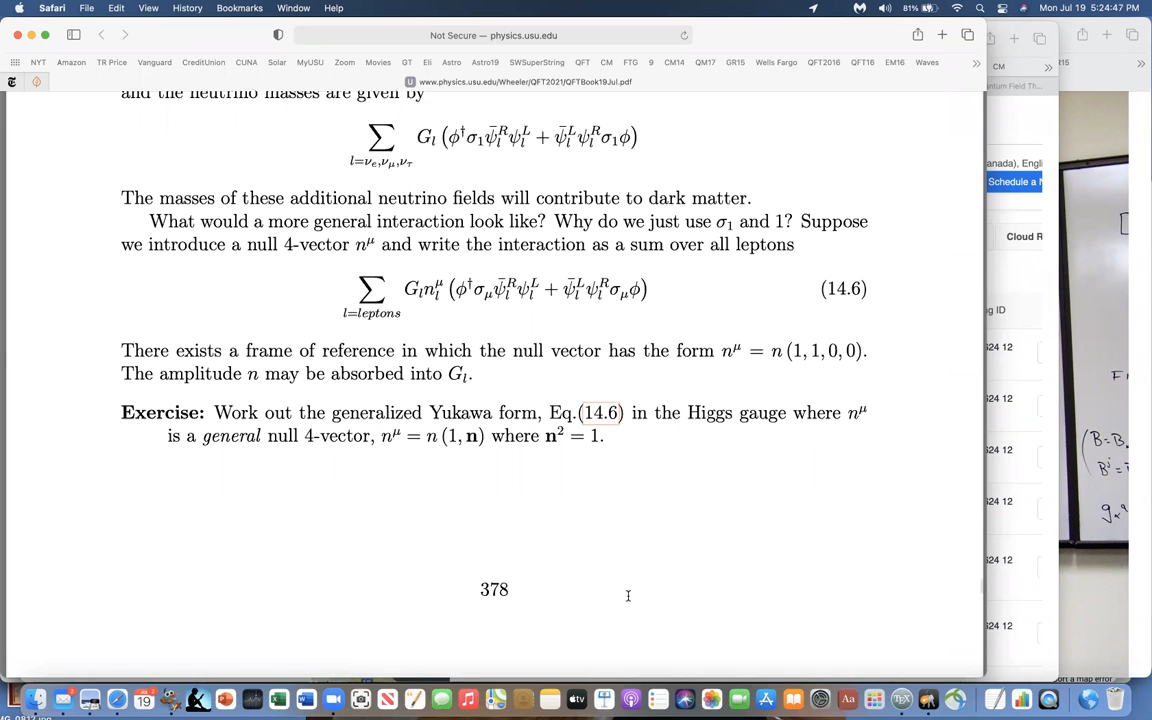 Safari File Edit View History Bookmarks Window Help 81% Mon Jul 19 5:24:47 PM
Not Secure — physics.usu.edu
NYT Amazon TR Price Vanguard CreditUnion CUNA Solar MyUSU Zoom Movies GT Eli Astro Astro19 SWSuperString QFT CM FTG 9 CM14 QM17 GR15 Wells Fargo QFT2016 QFT16 EM16 Waves » CM »
www.physics.usu.edu/Wheeler/QFT2021/QFTBook19Jul.pdf
and the neutrino masses are given by
∑ G_l (ϕ†σ₁ψ̄_l^R ψ_l^L + ψ̄_l^L ψ_l^R σ₁ϕ)
l=ν_e,ν_μ,ν_τ
The masses of these additional neutrino fields will contribute to dark matter.
What would a more general interaction look like? Why do we just use σ₁ and 1? Suppose
we introduce a null 4-vector n^μ and write the interaction as a sum over all leptons
∑ G_l n_l^μ (ϕ†σ_μ ψ̄_l^R ψ_l^L + ψ̄_l^L ψ_l^R σ_μ ϕ) (14.6)
l=leptons
There exists a frame of reference in which the null vector has the form n^μ = n (1, 1, 0, 0).
The amplitude n may be absorbed into G_l.
Exercise: Work out the generalized Yukawa form, Eq.(14.6) in the Higgs gauge where n^μ
is a general null 4-vector, n^μ = n (1, n) where n² = 1.
378
Schedule a
Cloud R